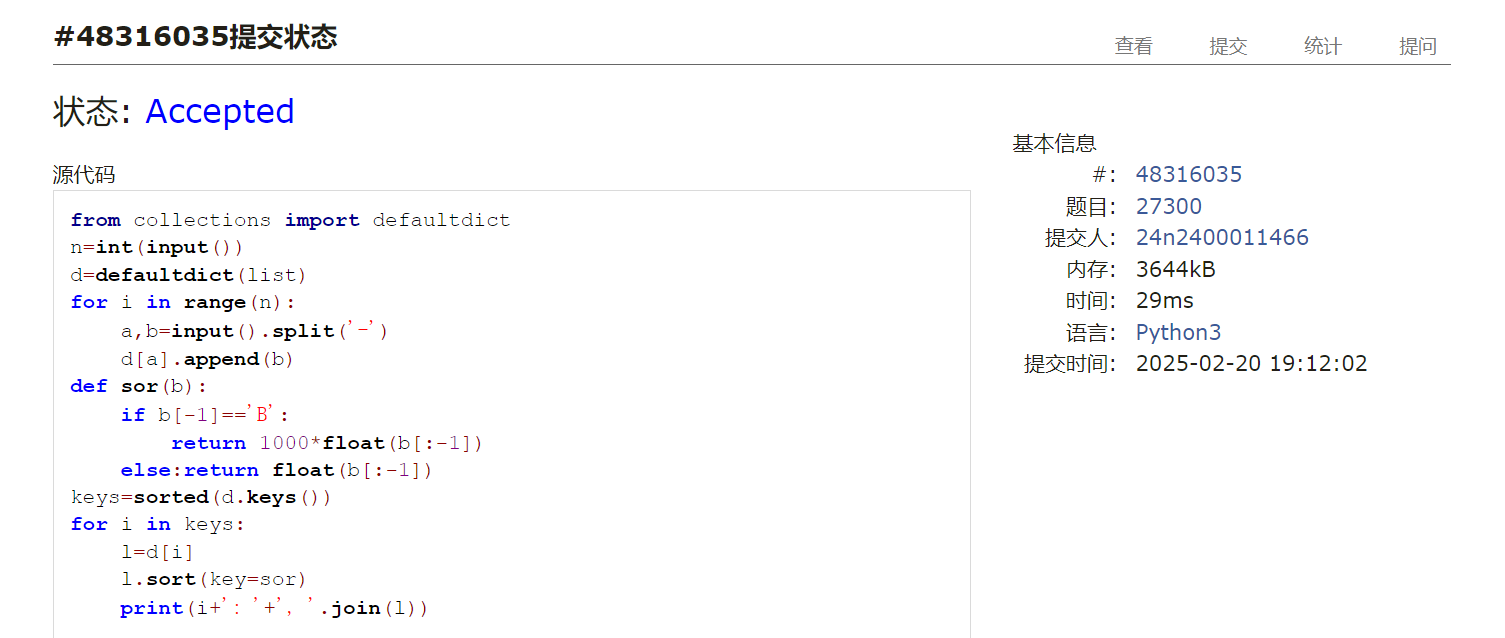 #48316035提交状态
查看 提交 统计 提问
状态: Accepted
源代码
from collections import defaultdict
n=int(input())
d=defaultdict(list)
for i in range(n):
    a,b=input().split('-')
    d[a].append(b)
def sor(b):
    if b[-1]=='B':
        return 1000*float(b[:-1])
    else:return float(b[:-1])
keys=sorted(d.keys())
for i in keys:
    l=d[i]
    l.sort(key=sor)
    print(i+': '+', '.join(l))
基本信息
#: 48316035
题目: 27300
提交人: 24n2400011466
内存: 3644kB
时间: 29ms
语言: Python3
提交时间: 2025-02-20 19:12:02